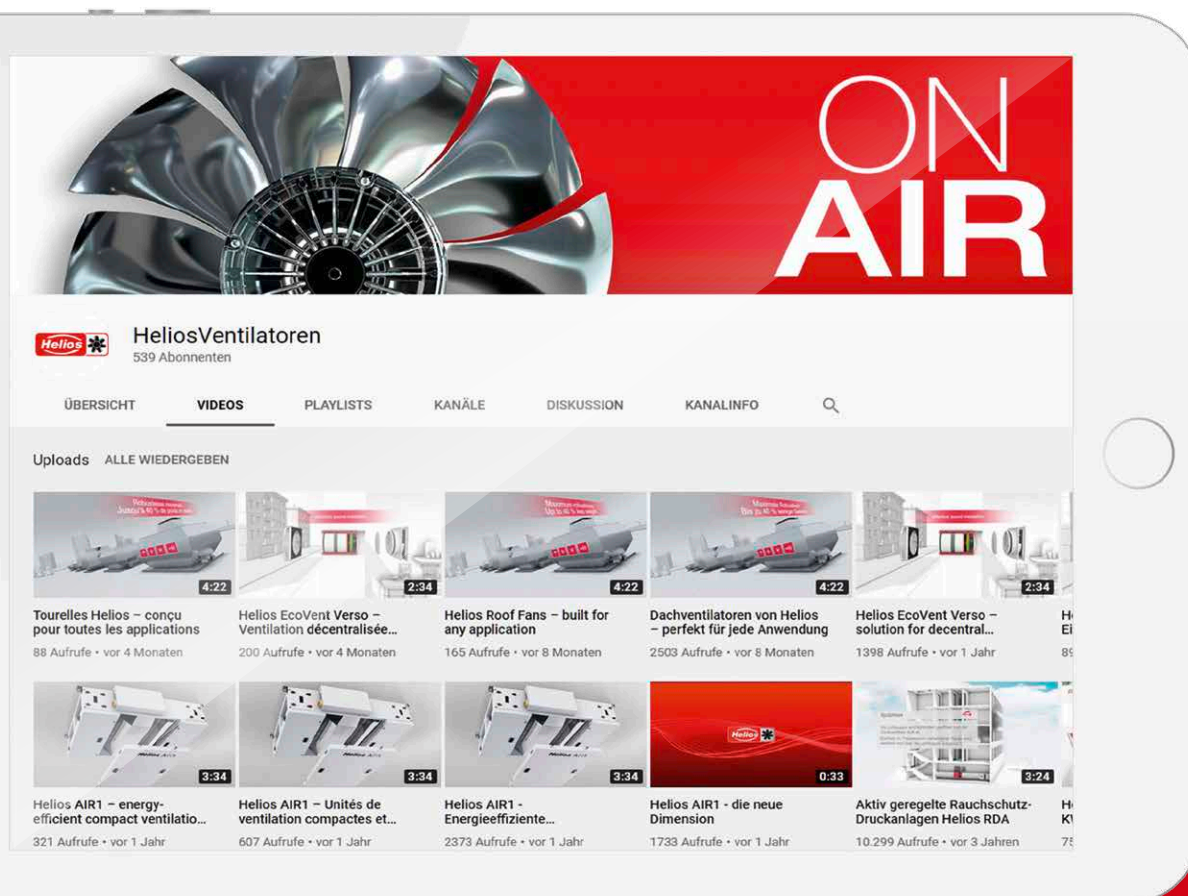 ON
AIR
Helios
HeliosVentilatoren
539 Abonnenten
ÜBERSICHT VIDEOS PLAYLISTS KANÄLE DISKUSSION KANALINFO
Uploads ALLE WIEDERGEBEN
4:22 2:34 4:22 4:22 2:34
Tourelles Helios – conçu
pour toutes les applications
88 Aufrufe • vor 4 Monaten
Helios EcoVent Verso –
Ventilation décentralisée...
200 Aufrufe • vor 4 Monaten
Helios Roof Fans – built for
any application
165 Aufrufe • vor 8 Monaten
Dachventilatoren von Helios
– perfekt für jede Anwendung
2503 Aufrufe • vor 8 Monaten
Helios EcoVent Verso –
solution for decentral...
1398 Aufrufe • vor 1 Jahr
Helios
3:34 3:34 3:34 0:33 3:24
Helios AIR1 – energy-
efficient compact ventilatio...
321 Aufrufe • vor 1 Jahr
Helios AIR1 – Unités de
ventilation compactes et...
607 Aufrufe • vor 1 Jahr
Helios AIR1 -
Energieeffiziente...
2373 Aufrufe • vor 1 Jahr
Helios AIR1 - die neue
Dimension
1733 Aufrufe • vor 1 Jahr
Aktiv geregelte Rauchschutz-
Druckanlagen Helios RDA
10.299 Aufrufe • vor 3 Jahren